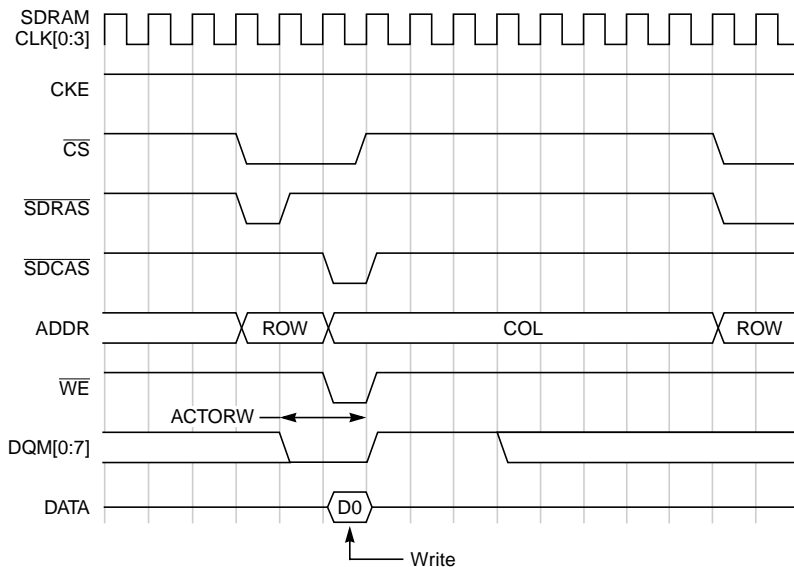 SDRAM
CLK[0:3]
CKE
CS
SDRAS
SDCAS
ADDR ROW COL ROW
WE
ACTORW
DQM[0:7]
DATA D0
Write